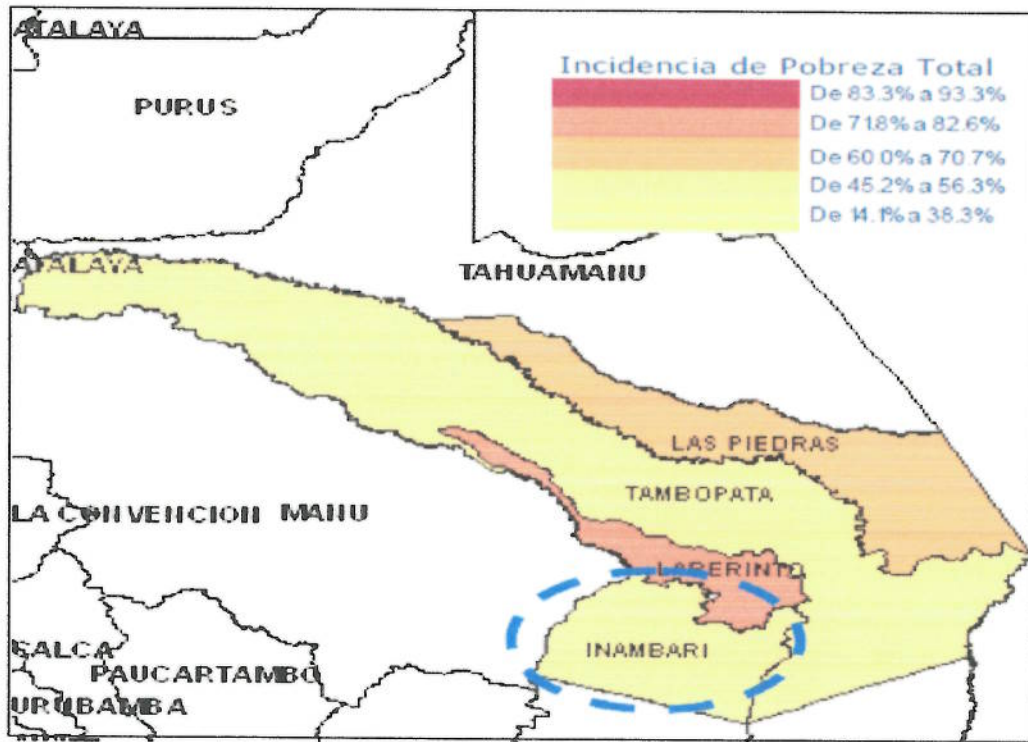 ATALAYA
PURUS
Incidencia de Pobreza Total
De 83.3% a 93.3%
De 71.8% a 82.6%
De 60.0% a 70.7%
De 45.2% a 56.3%
De 14.1% a 38.3%
ATALAYA
TAHUAMANU
LAS PIEDRAS
TAMBOPATA
LA CONVENCION MANU
LABERINTO
INAMBARI
CALCA
PAUCARTAMBO
URUBAMBA